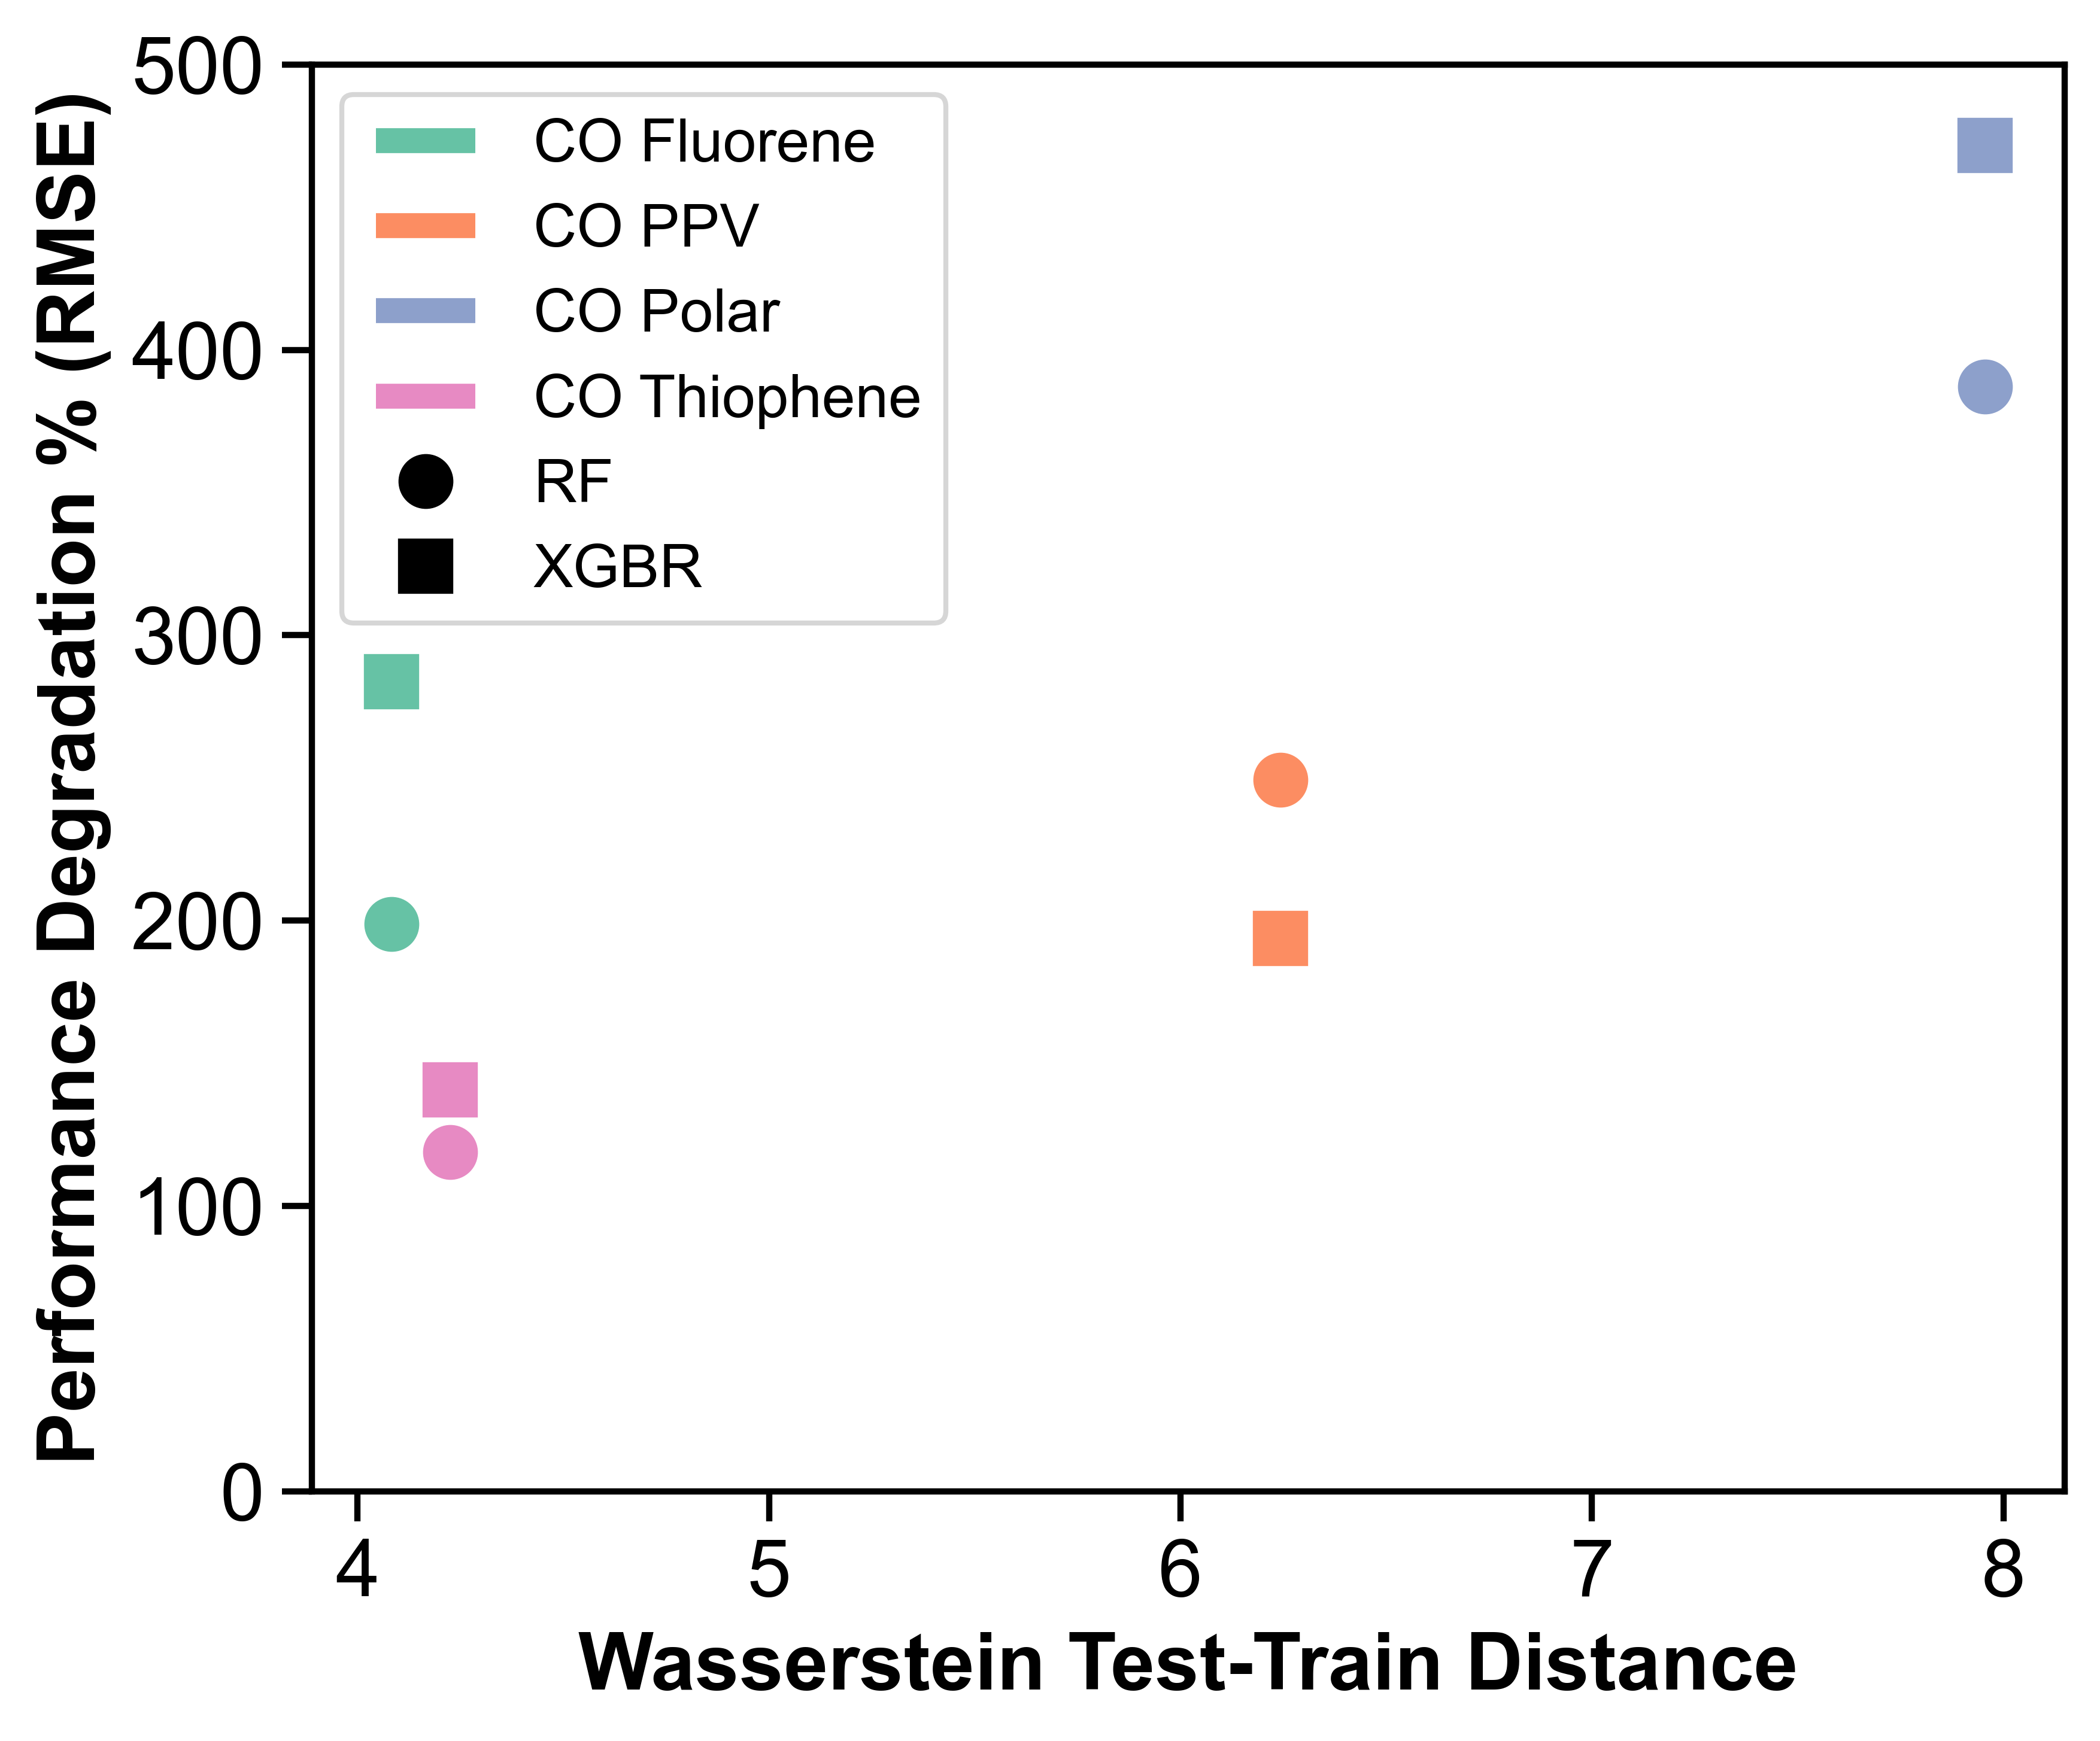 Performance Degradation % (RMSE)
500
400
300
200
100
0
CO Fluorene
CO PPV
CO Polar
CO Thiophene
RF
XGBR
4 5 6 7 8
Wasserstein Test-Train Distance